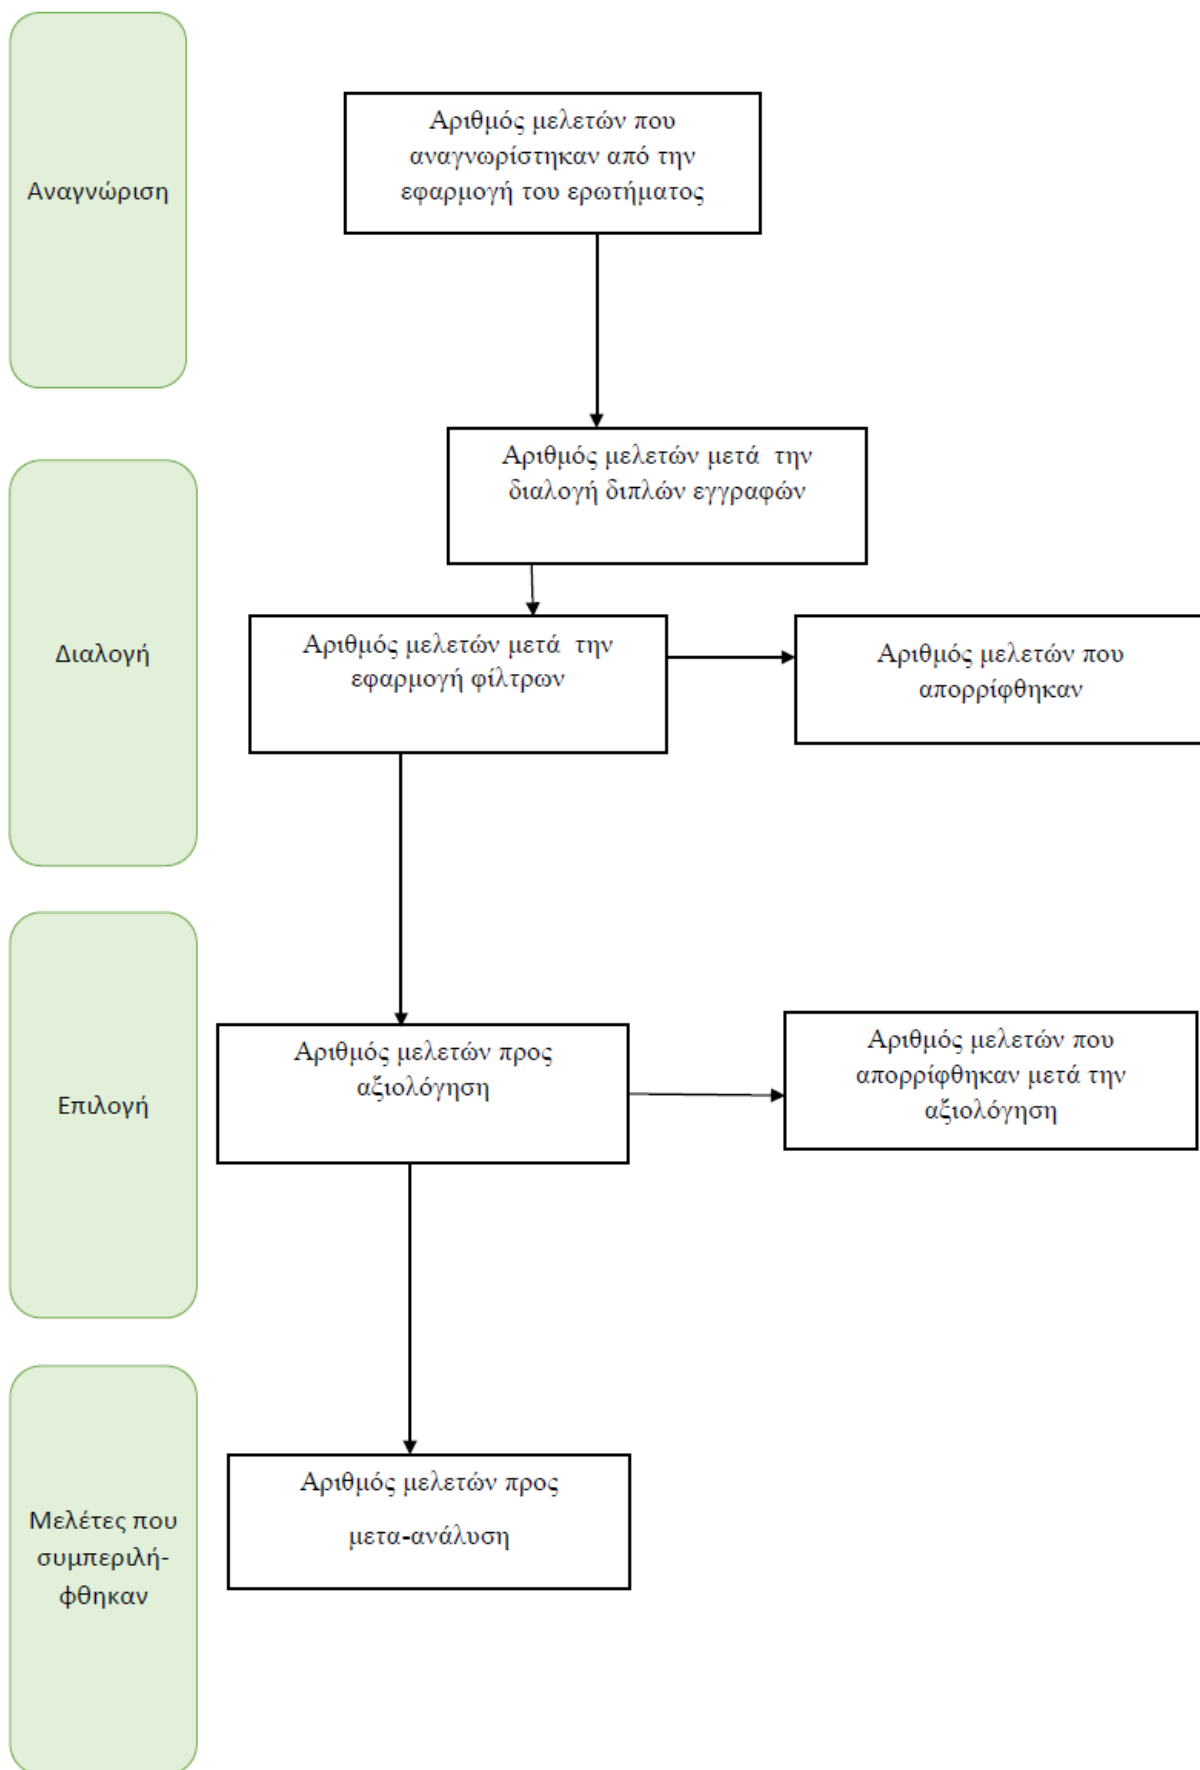 Αναγνώριση
Αριθμός μελετών που
αναγνωρίστηκαν από την
εφαρμογή του ερωτήματος
Αριθμός μελετών μετά την
διαλογή διπλών εγγραφών
Διαλογή
Αριθμός μελετών μετά την
εφαρμογή φίλτρων
Αριθμός μελετών που
απορρίφθηκαν
Επιλογή
Αριθμός μελετών προς
αξιολόγηση
Αριθμός μελετών που
απορρίφθηκαν μετά την
αξιολόγηση
Μελέτες που
συμπεριλή-
φθηκαν
Αριθμός μελετών προς
μετα-ανάλυση